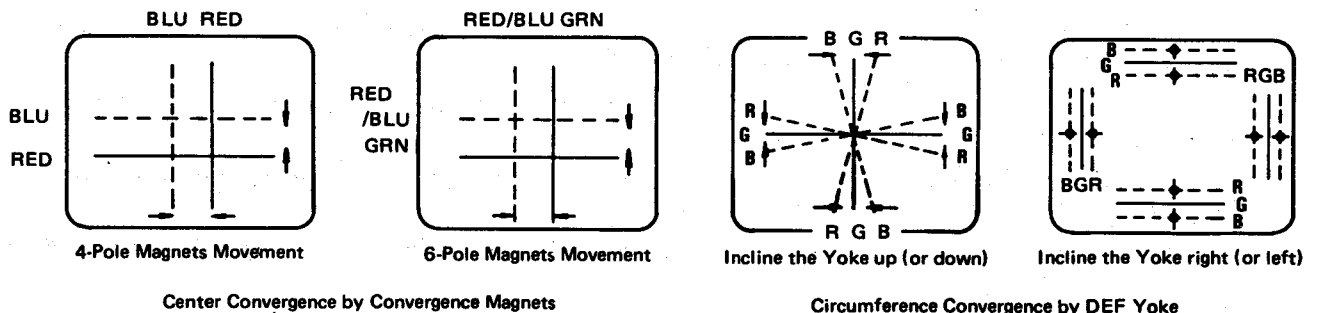 BLU RED
BLU
RED
4-Pole Magnets Movement
RED/BLU GRN
RED
/BLU
GRN
6-Pole Magnets Movement
Center Convergence by Convergence Magnets
B G R
R B
G G
B R
R G B
Incline the Yoke up (or down)
B
G
R
RGB
BGR
R
G
B
Incline the Yoke right (or left)
Circumference Convergence by DEF Yoke